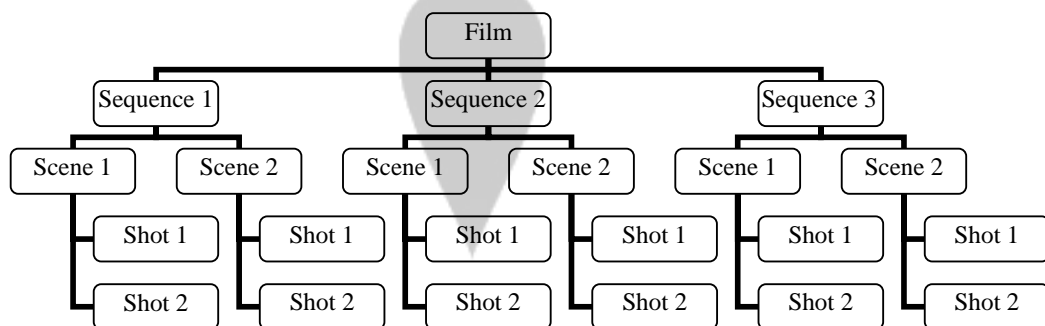 Film
Sequence 1 Sequence 2 Sequence 3
Scene 1 Scene 2 Scene 1 Scene 2 Scene 1 Scene 2
Shot 1 Shot 1 Shot 1 Shot 1 Shot 1 Shot 1
Shot 2 Shot 2 Shot 2 Shot 2 Shot 2 Shot 2